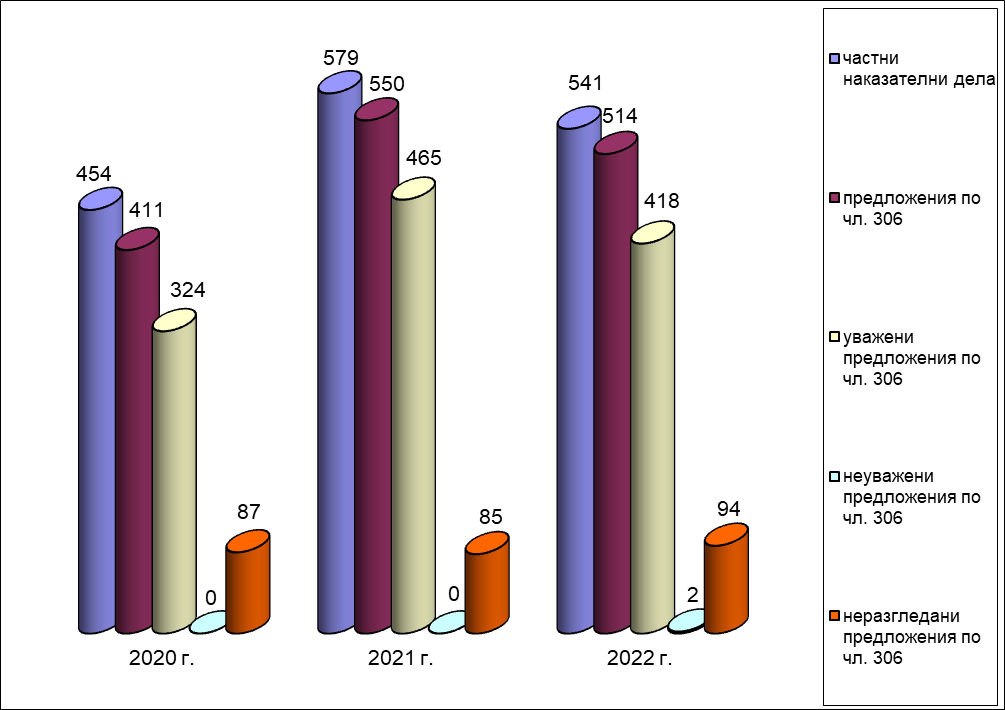 579
550
465
454
411
324
87
0
85
0
541
514
418
2
94
2020 г.
2021 г.
2022 г.
частни
наказателни дела
предложения по
чл. 306
уважени
предложения по
чл. 306
неуважени
предложения по
чл. 306
неразгледани
предложения по
чл. 306